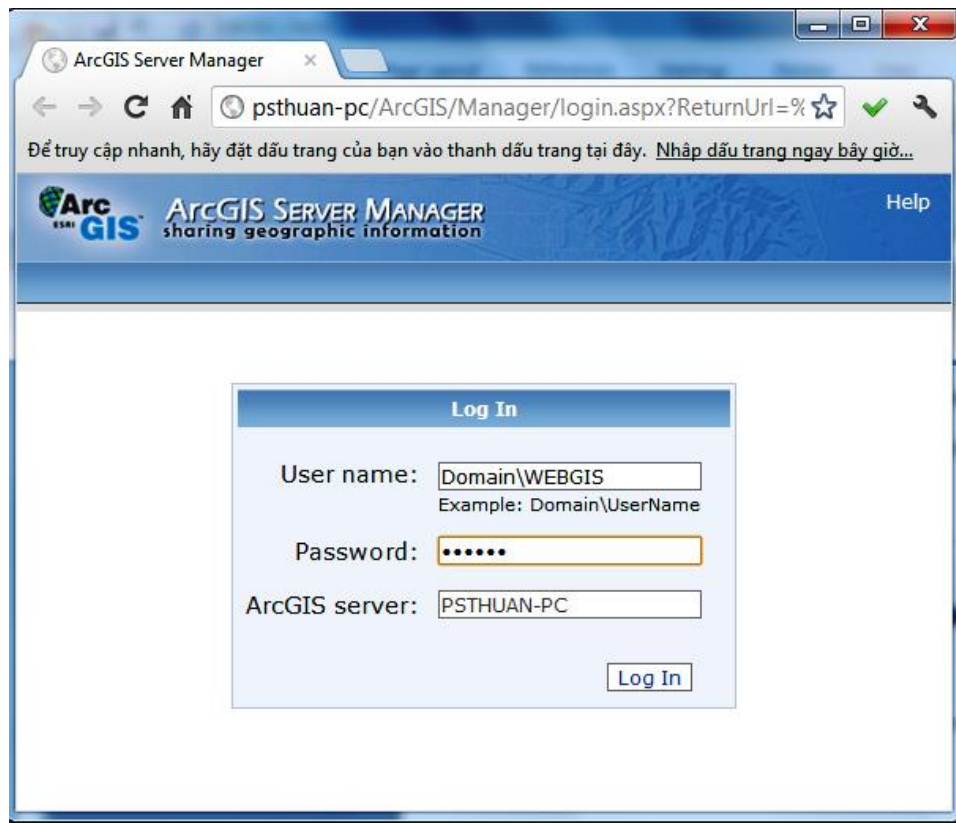 ArcGIS Server Manager
psthuan-pc/ArcGIS/Manager/login.aspx?ReturnUrl=%
Để truy cập nhanh, hãy đặt dấu trang của bạn vào thanh dấu trang tại đây. Nhập dấu trang ngay bây giờ...
Arc GIS ESRI
ArcGIS Server Manager
sharing geographic information
Help
Log In
User name: Domain\WEBGIS
Example: Domain\UserName
Password: ••••••
ArcGIS server: PSTHUAN-PC
Log In